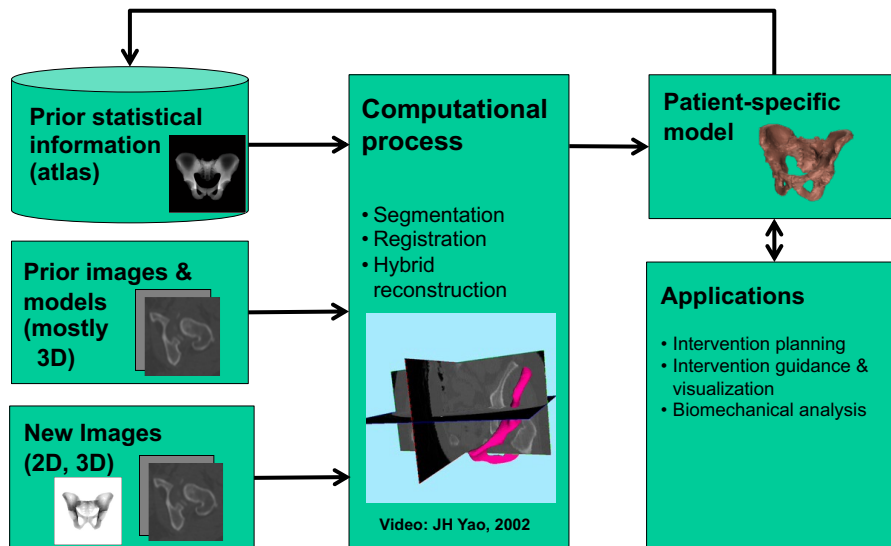 Prior statistical
information
(atlas)
Prior images &
models
(mostly
3D)
New Images
(2D, 3D)
Computational
process
• Segmentation
• Registration
• Hybrid
reconstruction
Video: JH Yao, 2002
Patient-specific
model
Applications
• Intervention planning
• Intervention guidance &
visualization
• Biomechanical analysis